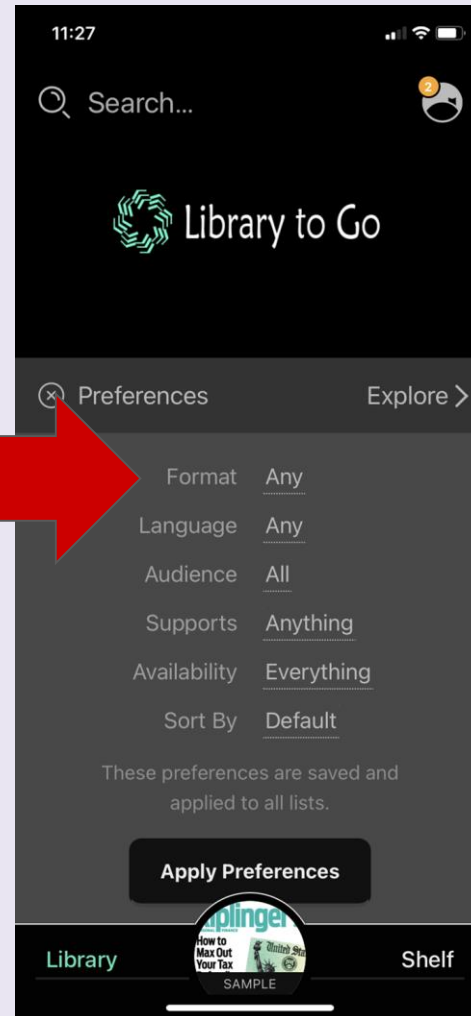 11:27
Search...
2
Library to Go
Preferences Explore
Format Any
Language Any
Audience All
Supports Anything
Availability Everything
Sort By Default
These preferences are saved and
applied to all lists.
Apply Preferences
How to
Max Out
Your Tax
United
Library SAMPLE Shelf